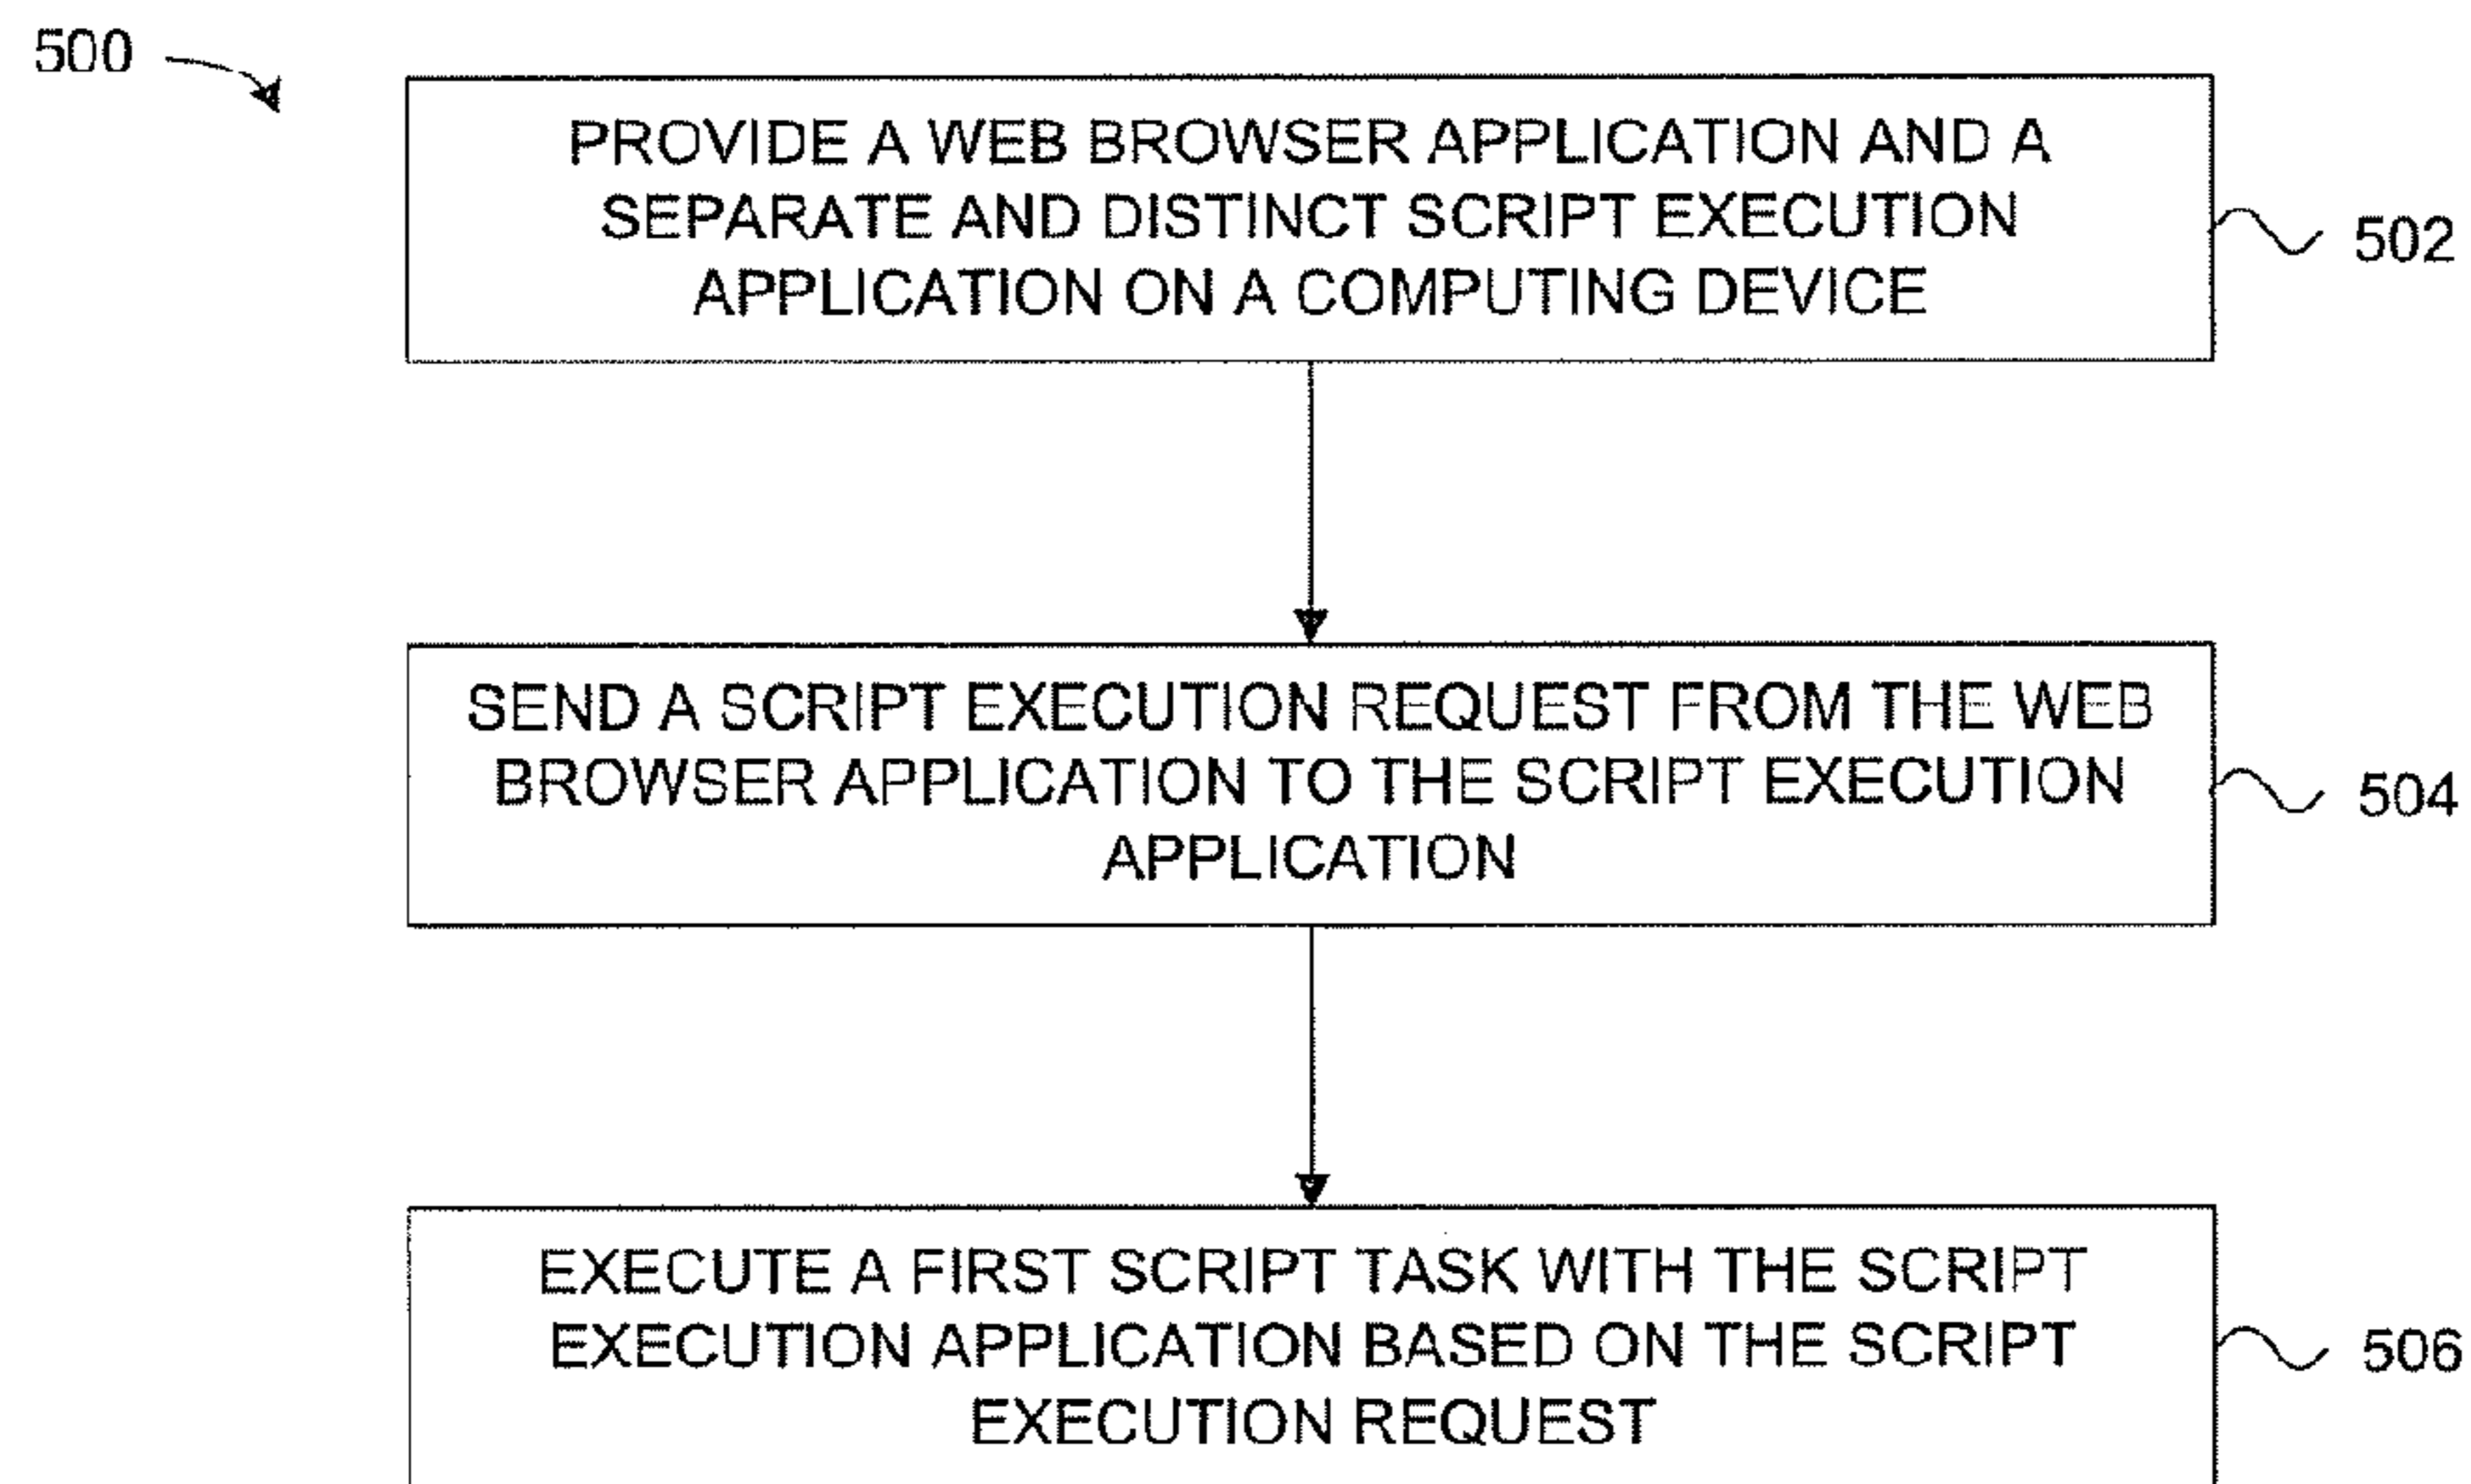 500
PROVIDE A WEB BROWSER APPLICATION AND A
SEPARATE AND DISTINCT SCRIPT EXECUTION
APPLICATION ON A COMPUTING DEVICE
502
SEND A SCRIPT EXECUTION REQUEST FROM THE WEB
BROWSER APPLICATION TO THE SCRIPT EXECUTION
APPLICATION
504
EXECUTE A FIRST SCRIPT TASK WITH THE SCRIPT
EXECUTION APPLICATION BASED ON THE SCRIPT
EXECUTION REQUEST
506